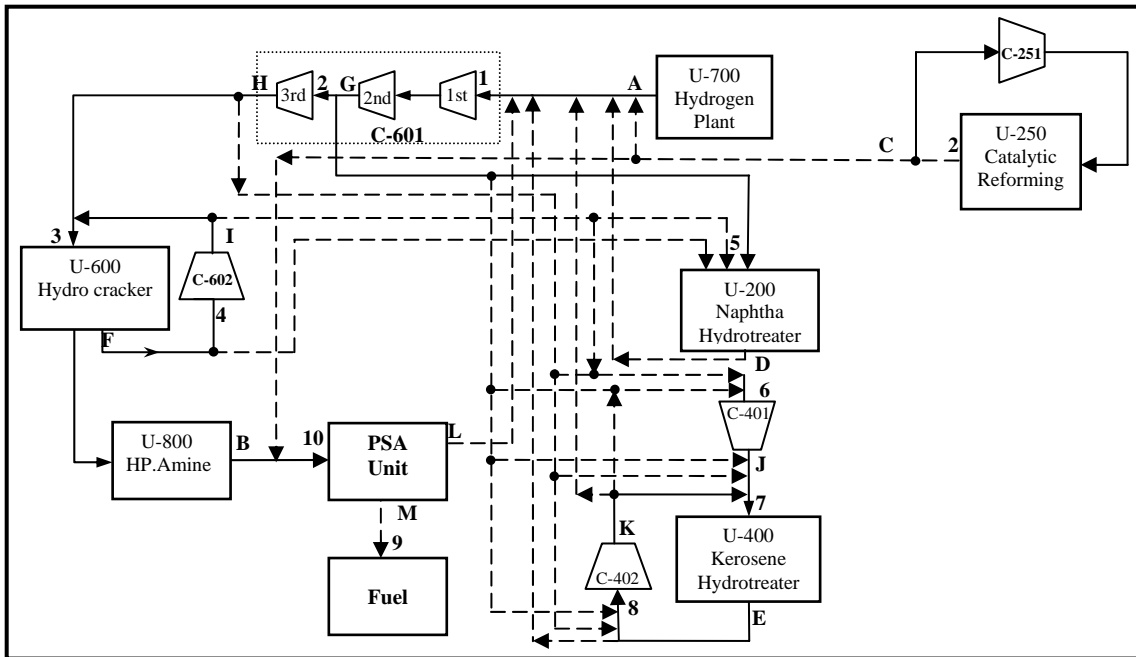 C-251
H
2
G
1
A
3rd
2nd
1st
C-601
U-700
Hydrogen
Plant
C
2
U-250
Catalytic
Reforming
3
I
5
U-600
Hydro cracker
C-602
4
F
U-200
Naphtha
Hydrotreater
D
6
C-401
J
U-800
HP.Amine
B
10
PSA
Unit
L
M
9
Fuel
7
K
C-402
8
U-400
Kerosene
Hydrotreater
E